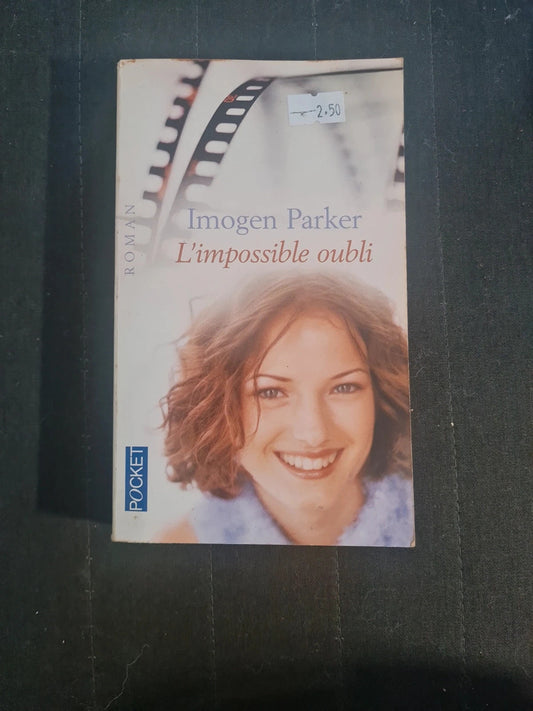 2.50
Imogen Parker
L'impossible oubli
ROMAN
POCKET